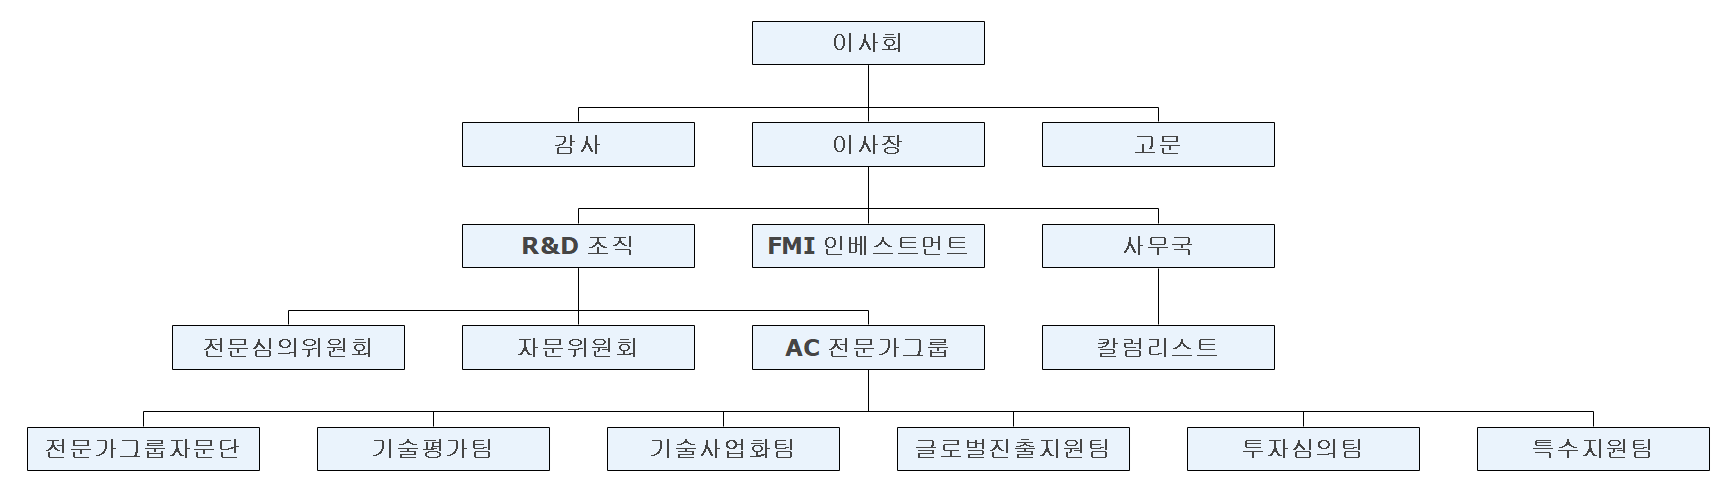 이사회
감사
이사장
고문
R&D 조직
FMI 인베스트먼트
사무국
전문심의위원회
자문위원회
AC 전문가그룹
칼럼리스트
전문가그룹자문단
기술평가팀
기술사업화팀
글로벌진출지원팀
투자심의팀
특수지원팀